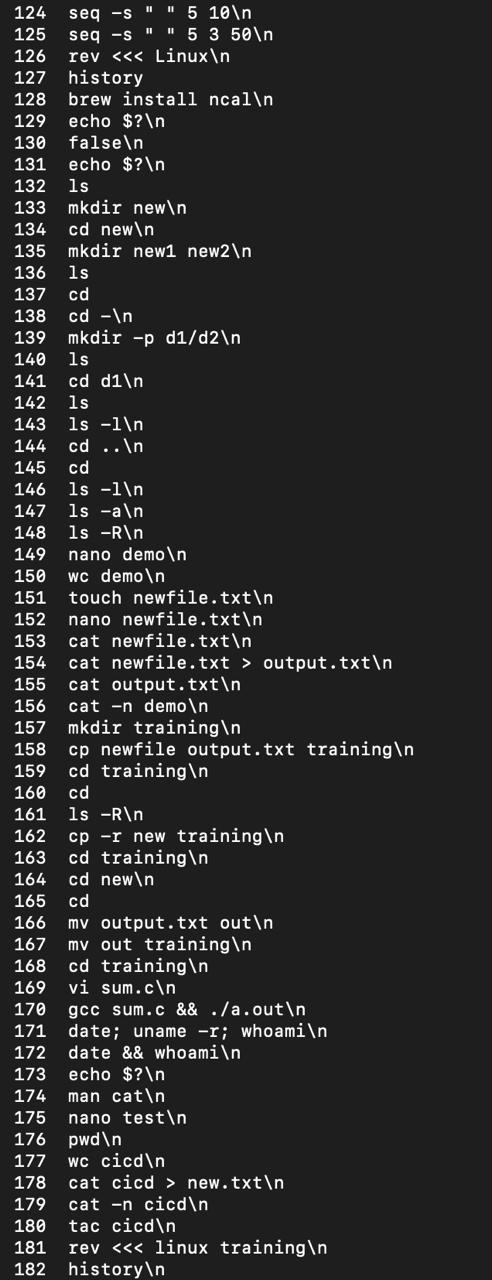 124 seq -s " " 5 10\n
125 seq -s " " 5 3 50\n
126 rev <<< Linux\n
127 history
128 brew install ncal\n
129 echo $?\n
130 false\n
131 echo $?\n
132 ls
133 mkdir new\n
134 cd new\n
135 mkdir new1 new2\n
136 ls
137 cd
138 cd -\n
139 mkdir -p d1/d2\n
140 ls
141 cd d1\n
142 ls
143 ls -l\n
144 cd ..\n
145 cd
146 ls -l\n
147 ls -a\n
148 ls -R\n
149 nano demo\n
150 wc demo\n
151 touch newfile.txt\n
152 nano newfile.txt\n
153 cat newfile.txt\n
154 cat newfile.txt > output.txt\n
155 cat output.txt\n
156 cat -n demo\n
157 mkdir training\n
158 cp newfile output.txt training\n
159 cd training\n
160 cd
161 ls -R\n
162 cp -r new training\n
163 cd training\n
164 cd new\n
165 cd
166 mv output.txt out\n
167 mv out training\n
168 cd training\n
169 vi sum.c\n
170 gcc sum.c && ./a.out\n
171 date; uname -r; whoami\n
172 date && whoami\n
173 echo $?\n
174 man cat\n
175 nano test\n
176 pwd\n
177 wc cicd\n
178 cat cicd > new.txt\n
179 cat -n cicd\n
180 tac cicd\n
181 rev <<< linux training\n
182 history\n